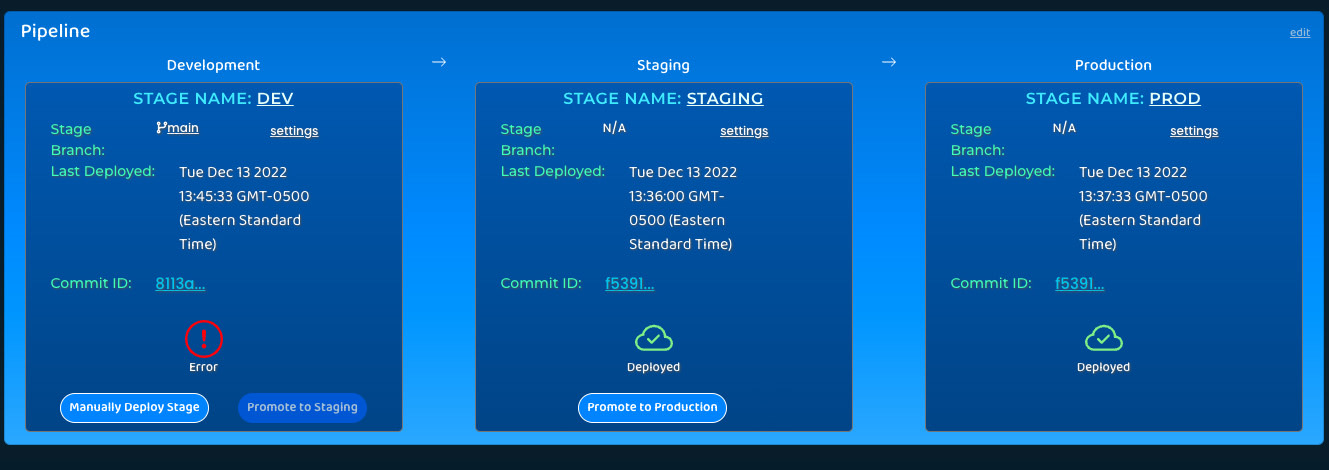 Pipeline
edit
Development → Staging → Production
STAGE NAME: DEV
Stage Branch:
main
settings
Last Deployed:
Tue Dec 13 2022
13:45:33 GMT-0500
(Eastern Standard
Time)
Commit ID: 8113a...
Error
Manually Deploy Stage
Promote to Staging
STAGE NAME: STAGING
Stage Branch:
N/A
settings
Last Deployed:
Tue Dec 13 2022
13:36:00 GMT-
0500 (Eastern
Standard Time)
Commit ID: f5391...
Deployed
Promote to Production
STAGE NAME: PROD
Stage Branch:
N/A
settings
Last Deployed:
Tue Dec 13 2022
13:37:33 GMT-0500
(Eastern Standard
Time)
Commit ID: f5391...
Deployed